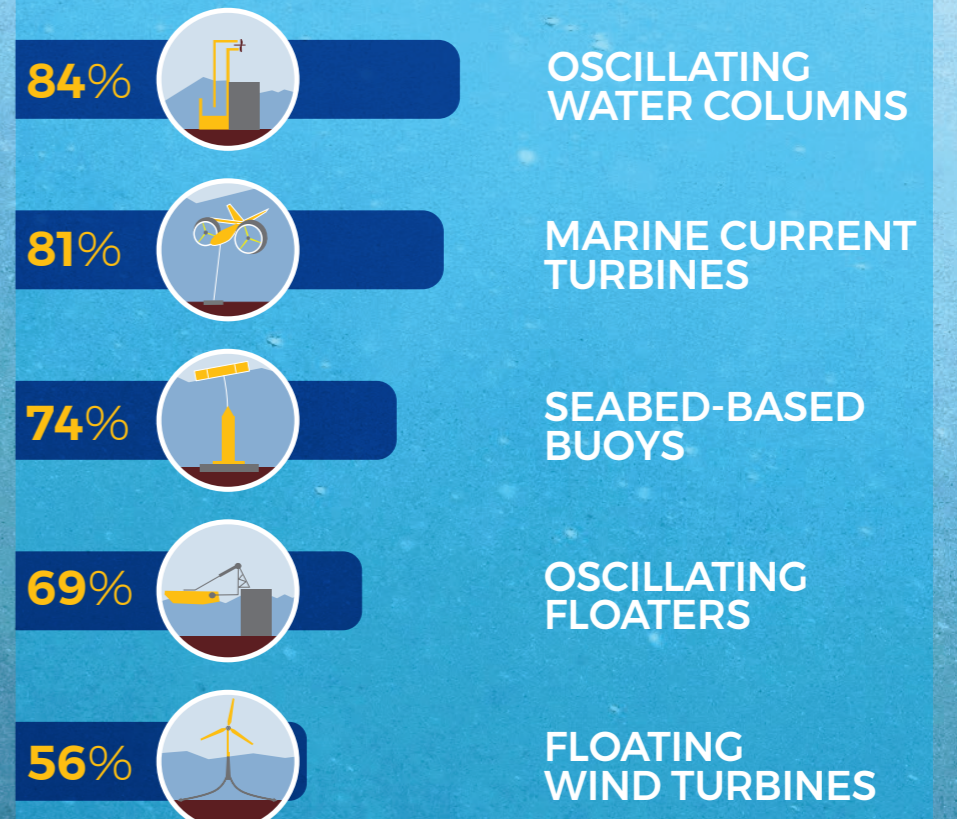 84%
OSCILLATING
WATER COLUMNS
81%
MARINE CURRENT
TURBINES
74%
SEABED-BASED
BUOYS
69%
OSCILLATING
FLOATERS
56%
FLOATING
WIND TURBINES